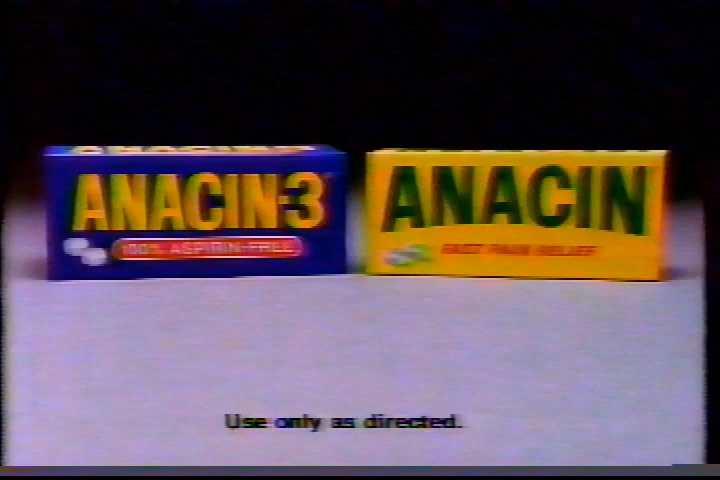 ANACIN-3
100% ASPIRIN-FREE
ANACIN
FAST PAIN RELIEF
Use only as directed.